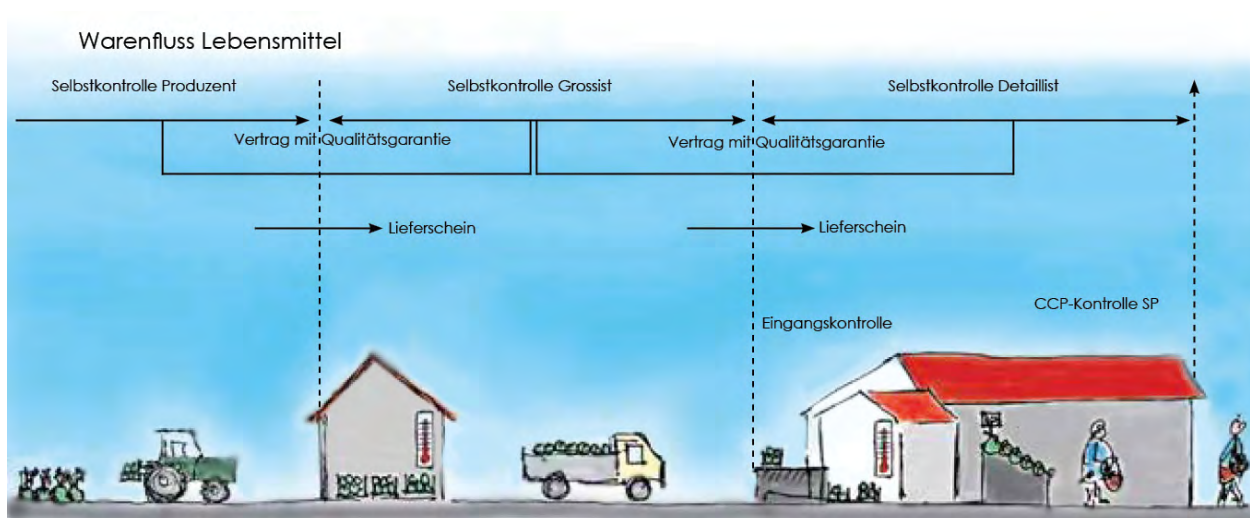 Warenfluss Lebensmittel
Selbstkontrolle Produzent
Selbstkontrolle Grossist
Selbstkontrolle Detaillist
Vertrag mit Qualitätsgarantie
Vertrag mit Qualitätsgarantie
Lieferschein
Lieferschein
CCP-Kontrolle SP
Eingangskontrolle